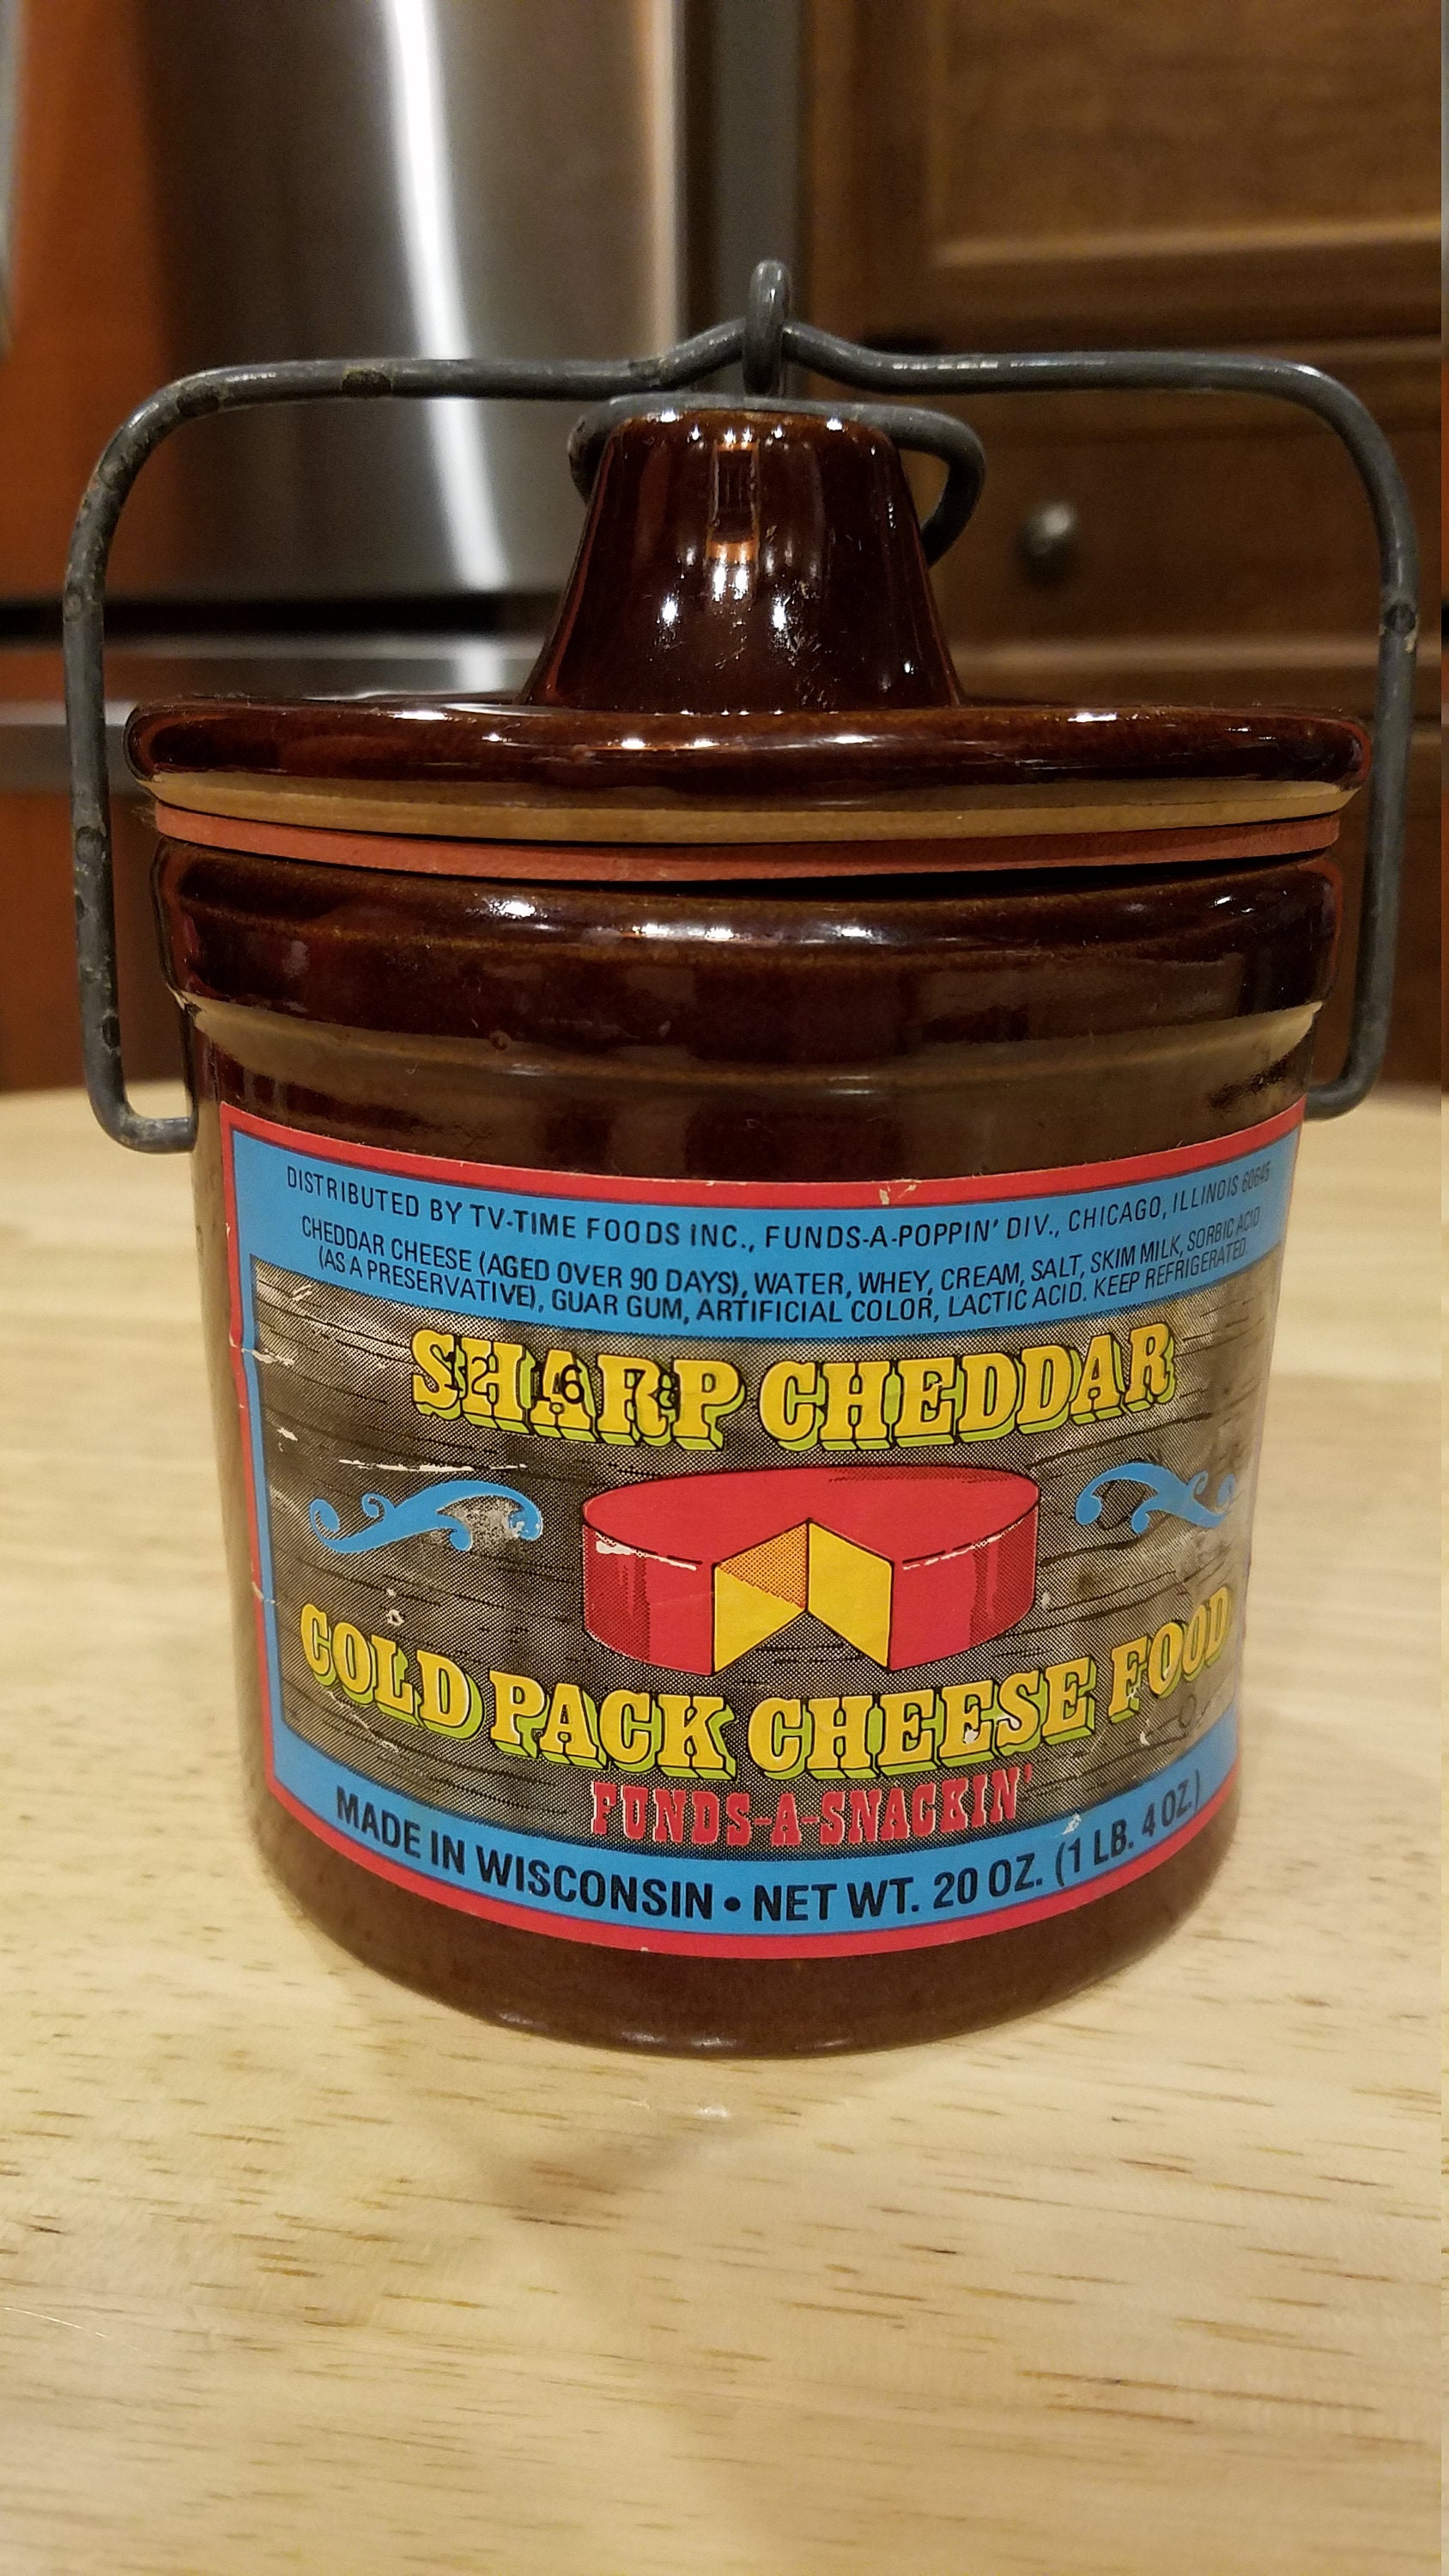 DISTRIBUTED BY TV-TIME FOODS INC., FUNDS-A-POPPIN' DIV., CHICAGO, ILLINOIS 60645
CHEDDAR CHEESE (AGED OVER 90 DAYS), WATER, WHEY, CREAM, SALT, SKIM MILK, SORBIC ACID
(AS A PRESERVATIVE), GUAR GUM, ARTIFICIAL COLOR, LACTIC ACID. KEEP REFRIGERATED.
SHARP CHEDDAR
COLD PACK CHEESE FOOD
FUNDS-A-SNACKIN'
MADE IN WISCONSIN • NET WT. 20 OZ. (1 LB. 4 OZ.)